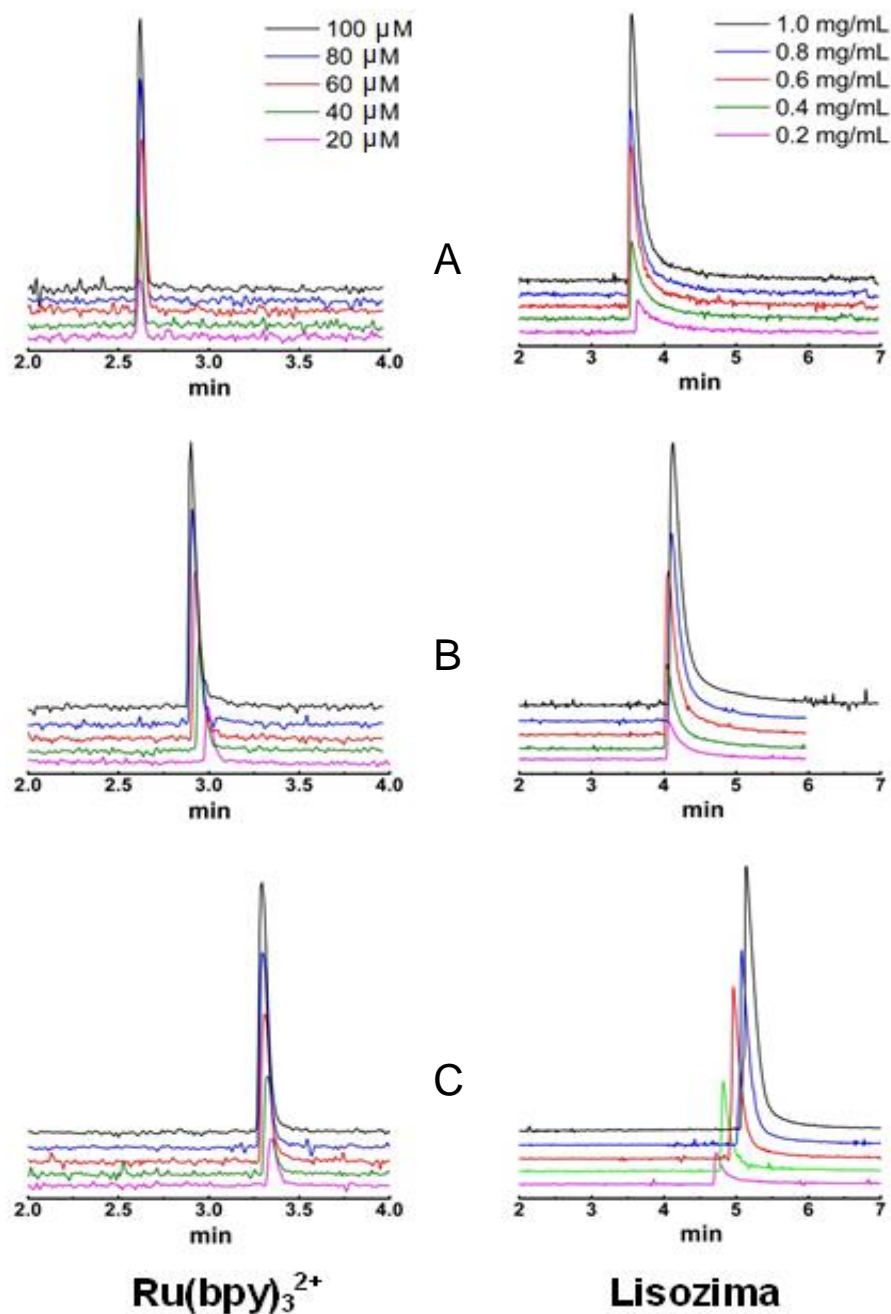 100 µM
80 µM
60 µM
40 µM
20 µM
2.0 2.5 3.0 3.5 4.0
min
1.0 mg/mL
0.8 mg/mL
0.6 mg/mL
0.4 mg/mL
0.2 mg/mL
2 3 4 5 6 7
min
A
2.0 2.5 3.0 3.5 4.0
min
2 3 4 5 6 7
min
B
2.0 2.5 3.0 3.5 4.0
min
2 3 4 5 6 7
min
C
Ru(bpy)₃²⁺
Lisozima